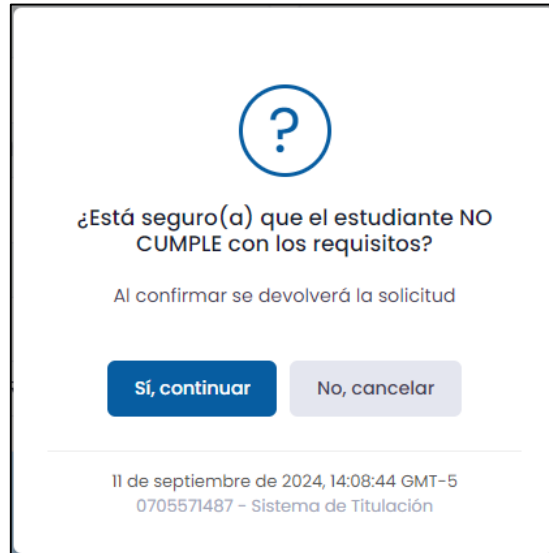 ?
¿Está seguro(a) que el estudiante NO
CUMPLE con los requisitos?
Al confirmar se devolverá la solicitud
Sí, continuar
No, cancelar
11 de septiembre de 2024, 14:08:44 GMT-5
0705571487 - Sistema de Titulación